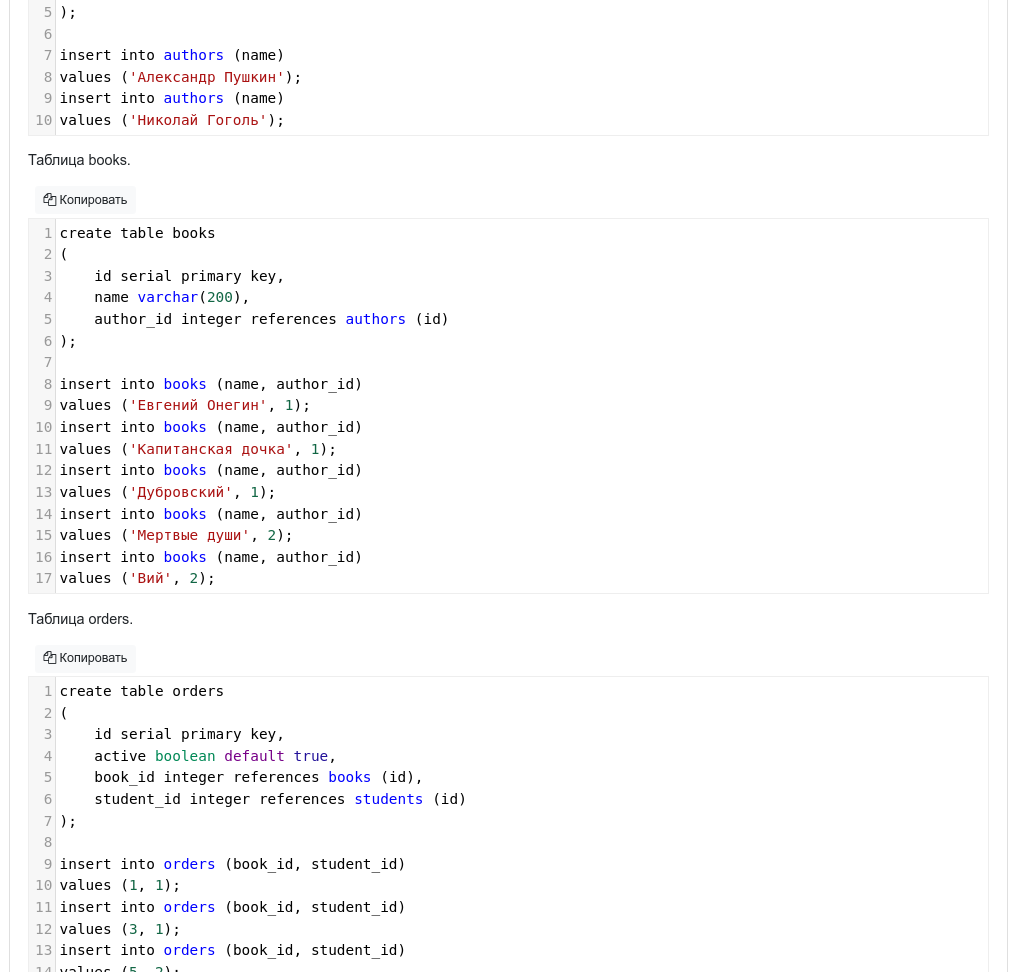 5 );
6
7 insert into authors (name)
8 values ('Александр Пушкин');
9 insert into authors (name)
10 values ('Николай Гоголь');
Таблица books.
Копировать
1 create table books
2 (
3     id serial primary key,
4     name varchar(200),
5     author_id integer references authors (id)
6 );
7
8 insert into books (name, author_id)
9 values ('Евгений Онегин', 1);
10 insert into books (name, author_id)
11 values ('Капитанская дочка', 1);
12 insert into books (name, author_id)
13 values ('Дубровский', 1);
14 insert into books (name, author_id)
15 values ('Мертвые души', 2);
16 insert into books (name, author_id)
17 values ('Вий', 2);
Таблица orders.
Копировать
1 create table orders
2 (
3     id serial primary key,
4     active boolean default true,
5     book_id integer references books (id),
6     student_id integer references students (id)
7 );
8
9 insert into orders (book_id, student_id)
10 values (1, 1);
11 insert into orders (book_id, student_id)
12 values (3, 1);
13 insert into orders (book_id, student_id)
14 values (5, 2);